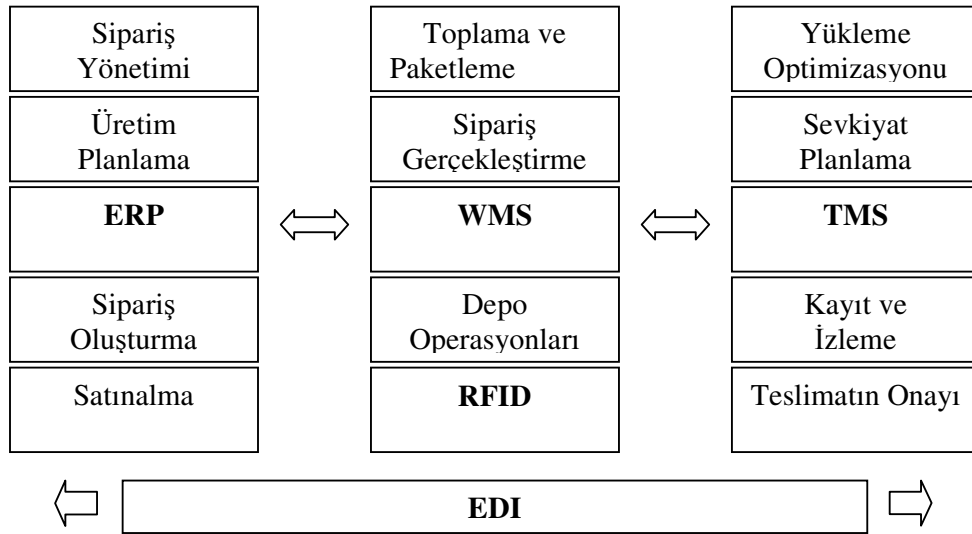 Sipariş
Yönetimi
Toplama ve
Paketleme
Yükleme
Optimizasyonu
Üretim
Planlama
Sipariş
Gerçekleştirme
Sevkiyat
Planlama
ERP
WMS
TMS
Sipariş
Oluşturma
Depo
Operasyonları
Kayıt ve
İzleme
Satınalma
RFID
Teslimatın Onayı
EDI